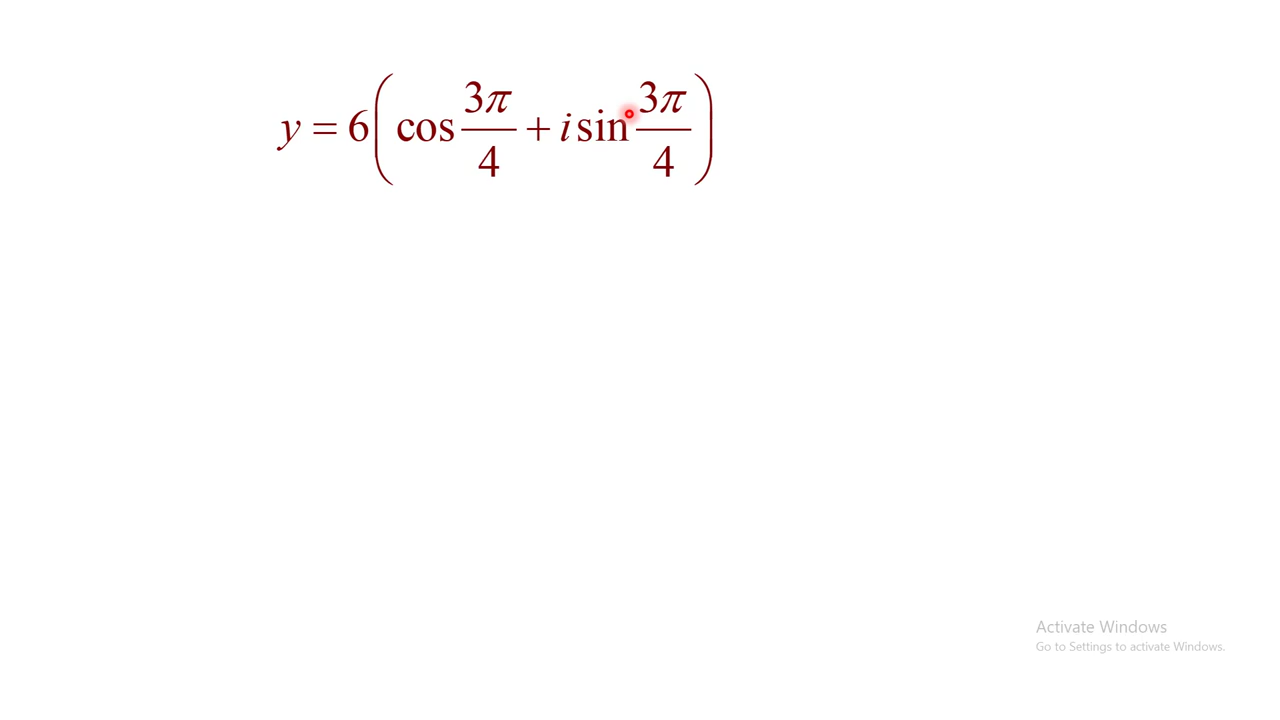 y = 6(cos 3π/4 + i sin 3π/4)
Activate Windows
Go to Settings to activate Windows.